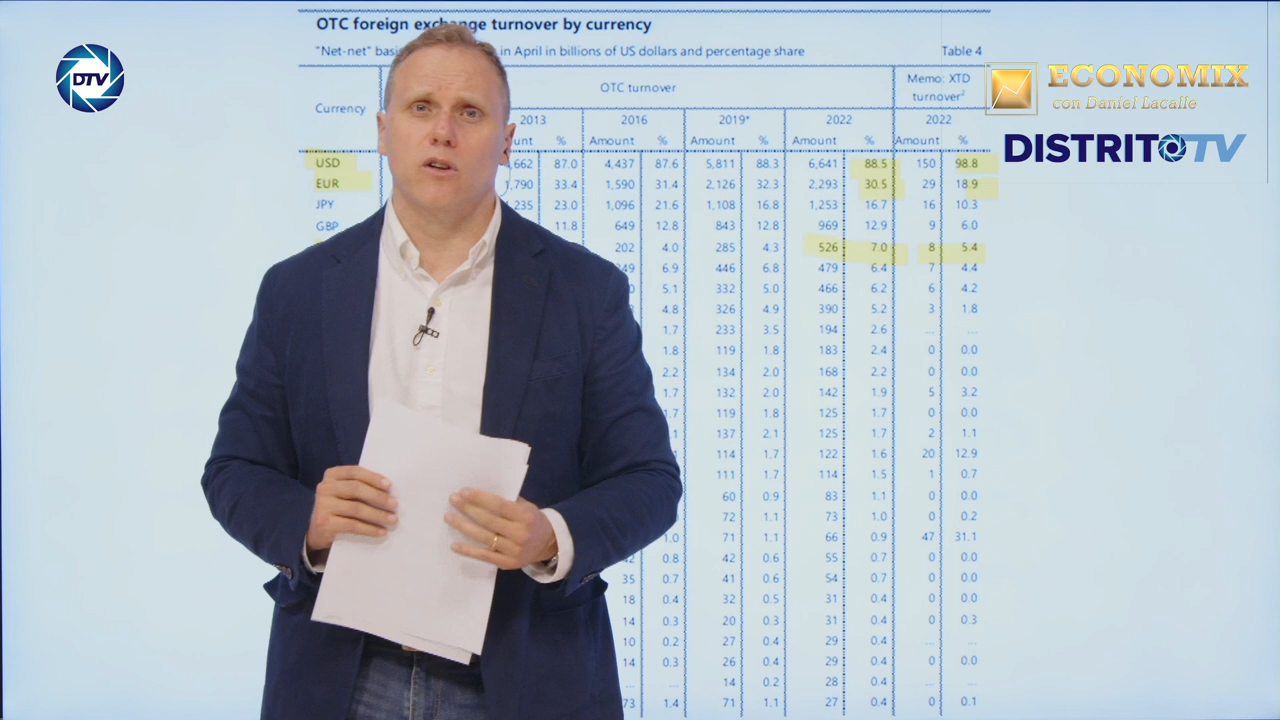 DTV
ECONOMIX
con Daniel Lacalle
DISTRITOTV
OTC foreign exchange turnover by currency
"Net-net" in April in billions of US dollars and percentage share Table 4
Currency OTC turnover Memo: XTD
turnover2
2013 2016 2019* 2022 2022
% Amount % Amount % Amount % Amount %
USD 4,662 87.0 4,437 87.6 5,811 88.3 6,641 88.5 150 98.8
EUR 1,790 33.4 1,590 31.4 2,126 32.3 2,293 30.5 29 18.9
JPY 1,235 23.0 1,096 21.6 1,108 16.8 1,253 16.7 16 10.3
GBP 11.8 649 12.8 843 12.8 969 12.9 9 6.0
202 4.0 285 4.3 526 7.0 8 5.4
349 6.9 446 6.8 479 6.4 7 4.4
5.1 332 5.0 466 6.2 6 4.2
4.8 326 4.9 390 5.2 3 1.8
1.7 233 3.5 194 2.6 ... ...
1.8 119 1.8 183 2.4 0 0.0
2.2 134 2.0 168 2.2 0 0.0
1.7 132 2.0 142 1.9 5 3.2
1.7 119 1.8 125 1.7 0 0.0
137 2.1 125 1.7 2 1.1
114 1.7 122 1.6 20 12.9
111 1.7 114 1.5 1 0.7
60 0.9 83 1.1 0 0.0
72 1.1 73 1.0 0 0.2
1.0 71 1.1 66 0.9 47 31.1
0.8 42 0.6 55 0.7 0 0.0
35 0.7 41 0.6 54 0.7 0 0.0
18 0.4 32 0.5 31 0.4 0 0.0
14 0.3 20 0.3 31 0.4 0 0.3
10 0.2 27 0.4 29 0.4 ... ...
14 0.3 26 0.4 29 0.4 0 0.0
... ... 14 0.2 28 0.4 ... ...
73 1.4 71 1.1 27 0.4 0 0.1